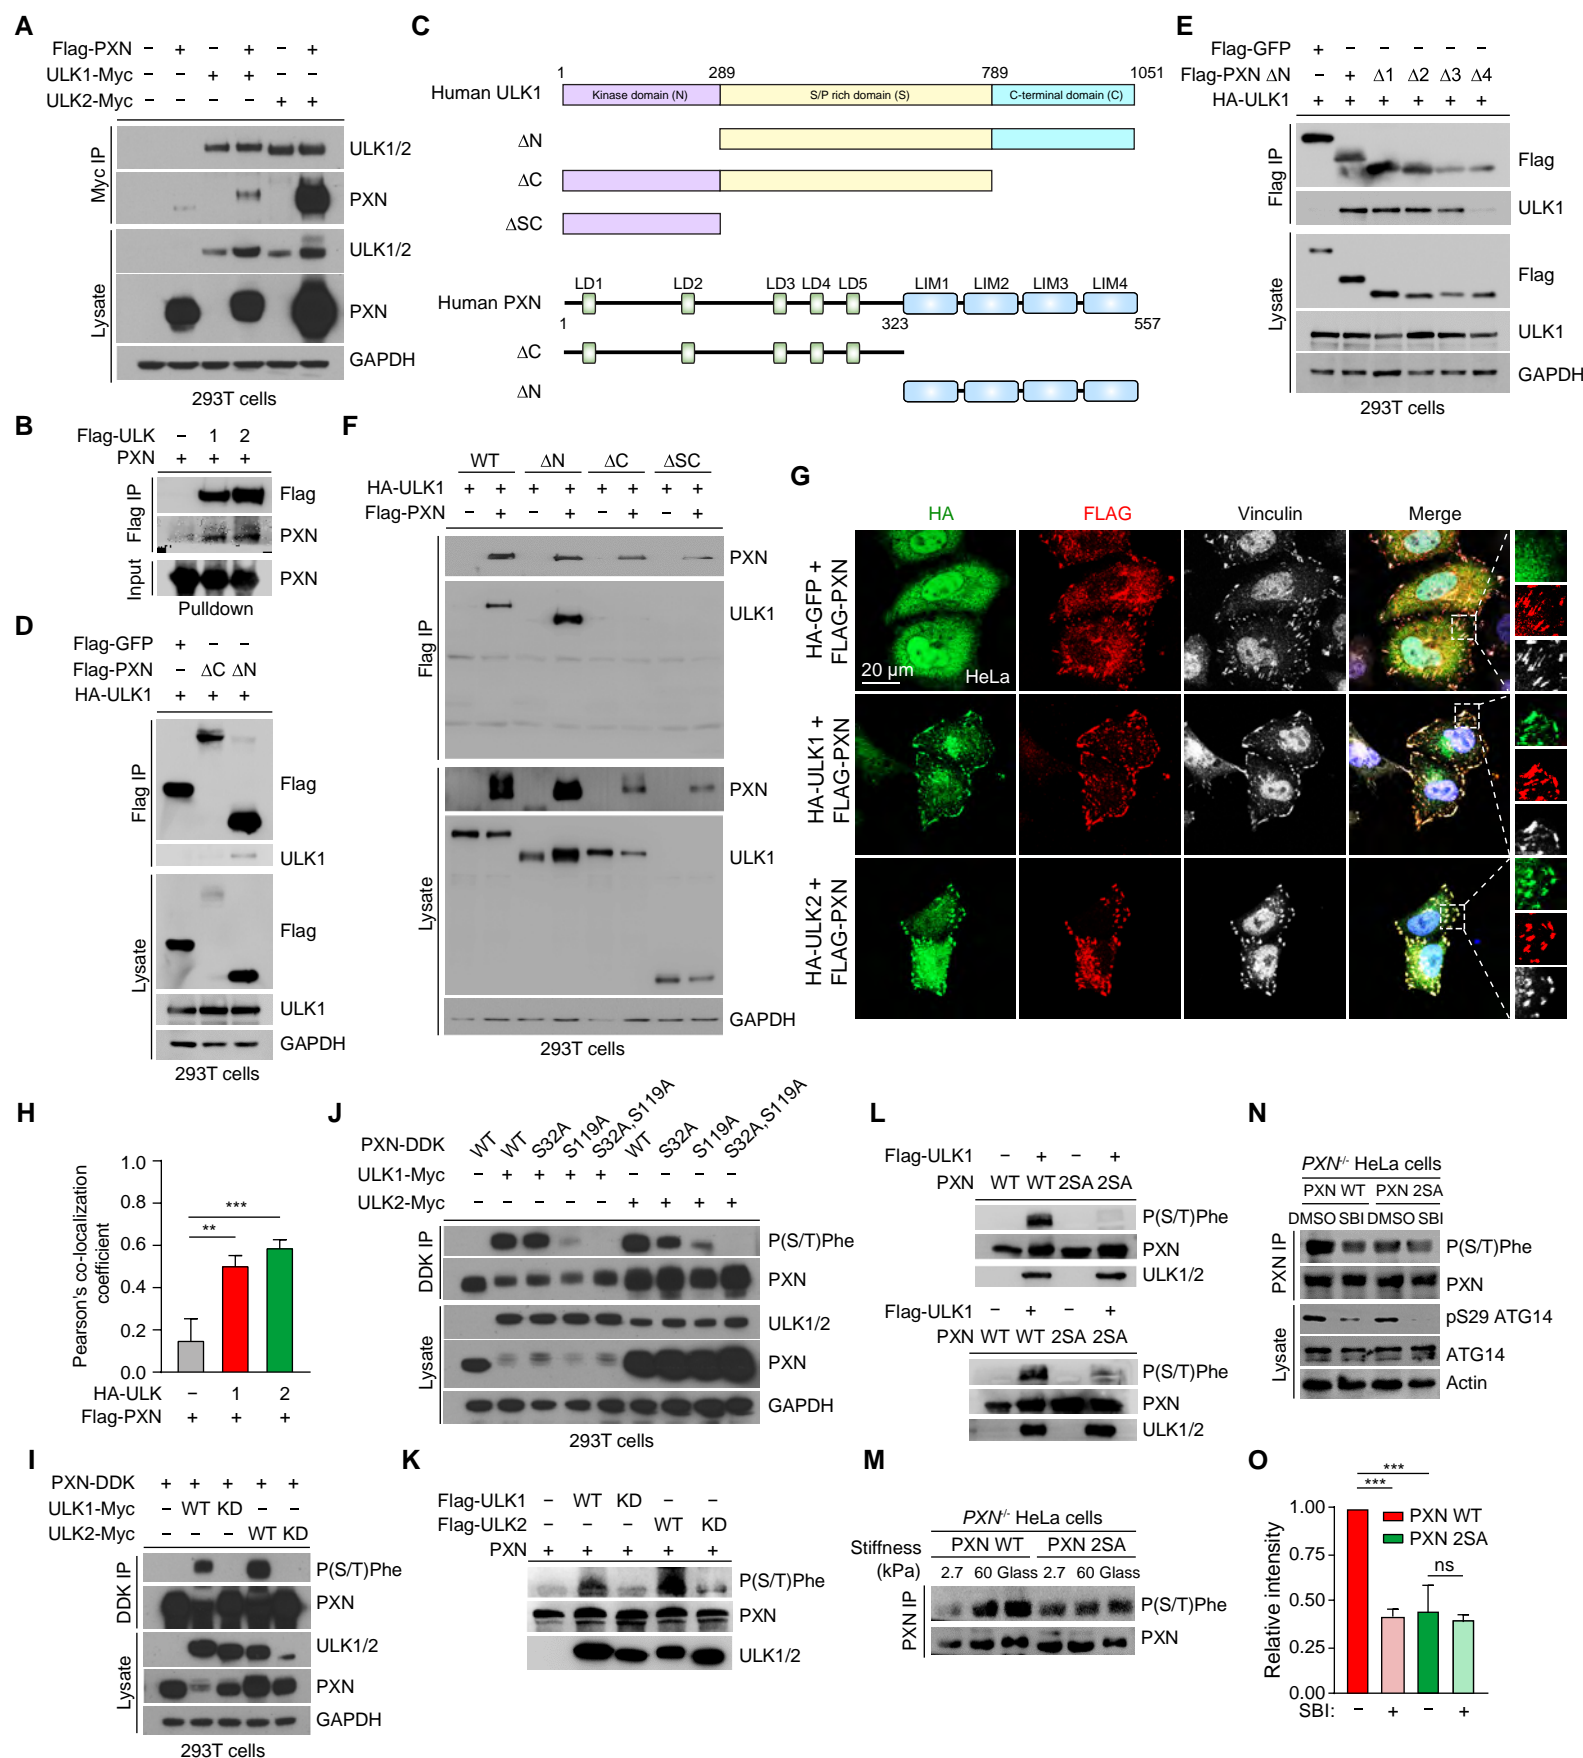 A
Flag-PXN – + – + – +
ULK1-Myc – – + + – –
ULK2-Myc – – – – + +
Myc IP
ULK1/2
PXN
Lysate
ULK1/2
PXN
GAPDH
293T cells
B
Flag-ULK – 1 2
PXN + + +
Flag IP
Flag
PXN
Input
PXN
Pulldown
C
1 289 789 1051
Human ULK1
Kinase domain (N) S/P rich domain (S) C-terminal domain (C)
ΔN
ΔC
ΔSC
LD1 LD2 LD3 LD4 LD5 LIM1 LIM2 LIM3 LIM4
Human PXN
1 323 557
ΔC
ΔN
D
Flag-GFP + – –
Flag-PXN – ΔC ΔN
HA-ULK1 + + +
Flag IP
Flag
ULK1
Lysate
Flag
ULK1
GAPDH
293T cells
E
Flag-GFP + – – – – –
Flag-PXN ΔN – + Δ1 Δ2 Δ3 Δ4
HA-ULK1 + + + + + +
Flag IP
Flag
ULK1
Lysate
Flag
ULK1
GAPDH
293T cells
F
WT ΔN ΔC ΔSC
HA-ULK1 + + + + + + + +
Flag-PXN – + – + – + – +
Flag IP
PXN
ULK1
Lysate
PXN
ULK1
GAPDH
293T cells
G
HA FLAG Vinculin Merge
HA-GFP +
FLAG-PXN
20 µm
HeLa
HA-ULK1 +
FLAG-PXN
HA-ULK2 +
FLAG-PXN
H
Pearson's co-localization
coefficient
1.0
0.8
0.6
0.4
0.2
0.0
***
**
HA-ULK – 1 2
Flag-PXN + + +
I
PXN-DDK + + + + +
ULK1-Myc – WT KD – –
ULK2-Myc – – – WT KD
DDK IP
P(S/T)Phe
PXN
Lysate
ULK1/2
PXN
GAPDH
293T cells
J
PXN-DDK WT WT S32A S119A S32A,S119A WT S32A S119A S32A,S119A
ULK1-Myc – + + + + – – – –
ULK2-Myc – – – – – + + + +
DDK IP
P(S/T)Phe
PXN
Lysate
ULK1/2
PXN
GAPDH
293T cells
K
Flag-ULK1 – WT KD – –
Flag-ULK2 – – – WT KD
PXN + + + + +
P(S/T)Phe
PXN
ULK1/2
L
Flag-ULK1 – + – +
PXN WT WT 2SA 2SA
P(S/T)Phe
PXN
ULK1/2
Flag-ULK1 – + – +
PXN WT WT 2SA 2SA
P(S/T)Phe
PXN
ULK1/2
M
PXN-/- HeLa cells
Stiffness
(kPa)
PXN WT PXN 2SA
2.7 60 Glass 2.7 60 Glass
PXN IP
P(S/T)Phe
PXN
N
PXN-/- HeLa cells
PXN WT PXN 2SA
DMSO SBI DMSO SBI
PXN IP
P(S/T)Phe
PXN
Lysate
pS29 ATG14
ATG14
Actin
O
Relative intensity
***
***
1.00
0.75
0.50
0.25
0.00
PXN WT
PXN 2SA
ns
SBI: – + – +